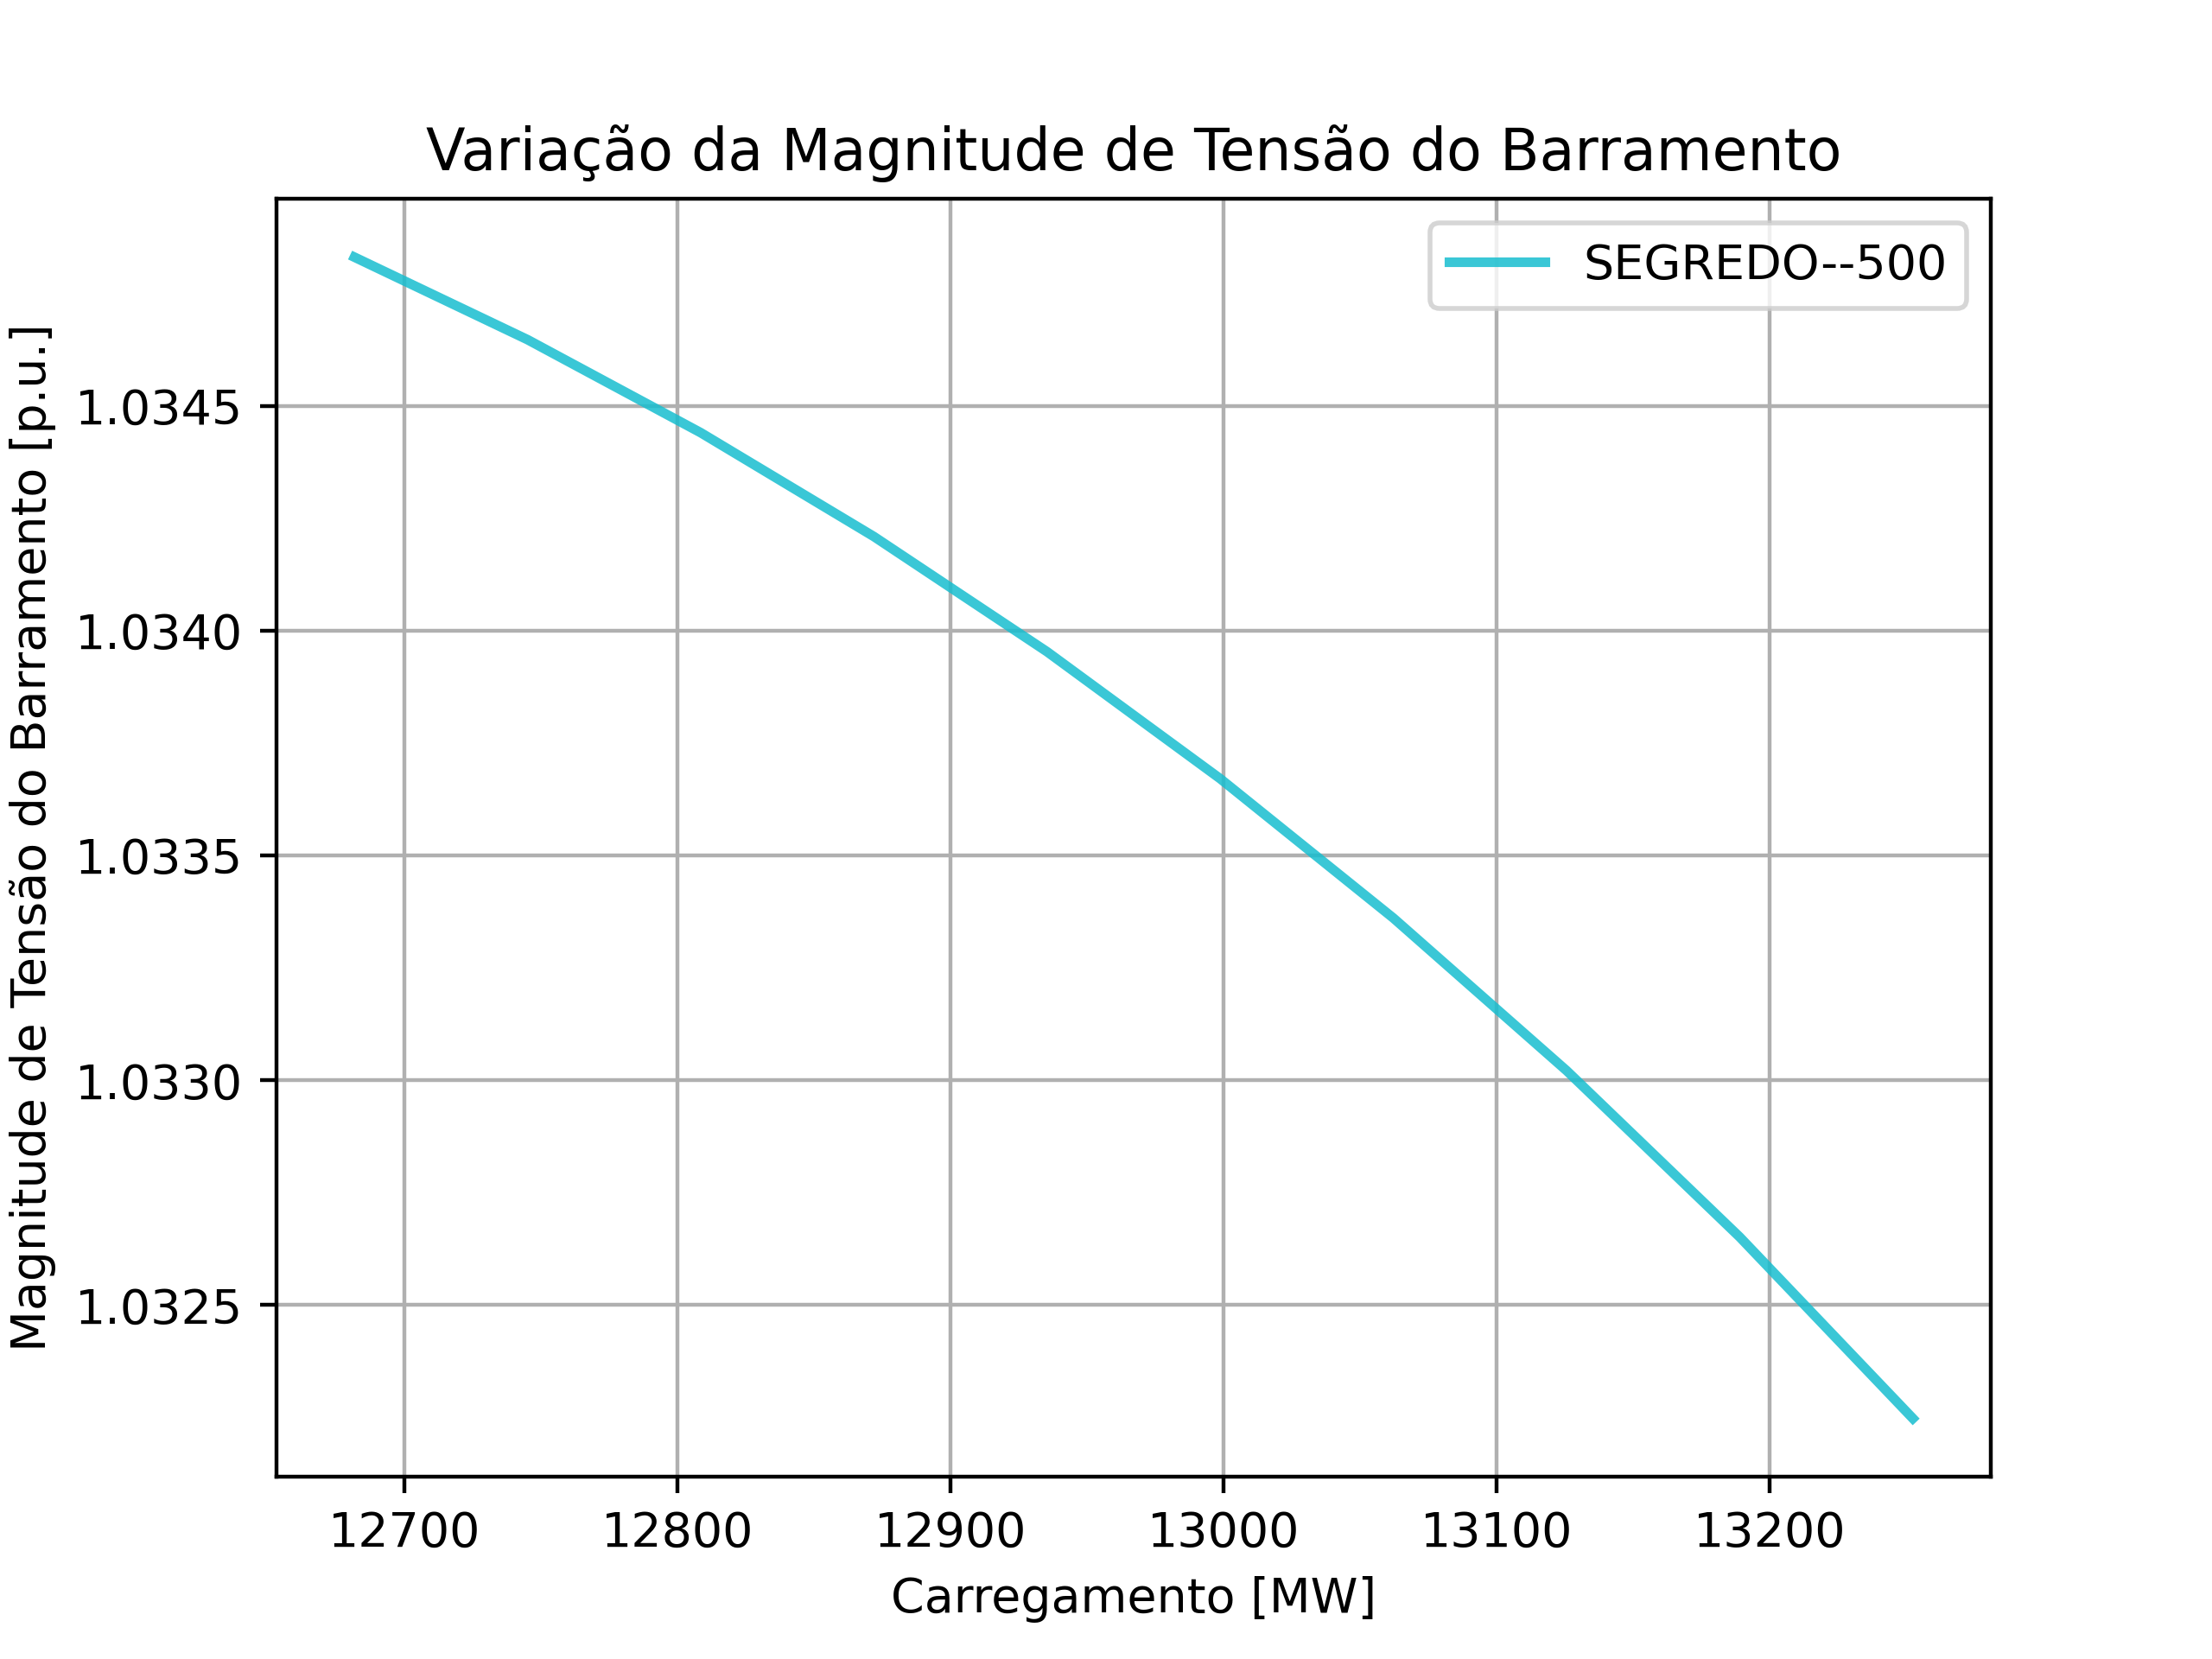 Variação da Magnitude de Tensão do Barramento
SEGREDO--500
Magnitude de Tensão do Barramento [p.u.]
1.0345
1.0340
1.0335
1.0330
1.0325
12700 12800 12900 13000 13100 13200
Carregamento [MW]